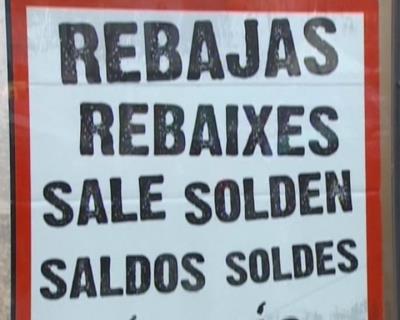 REBAJAS
REBAIXES
SALE SOLDEN
SALDOS SOLDES